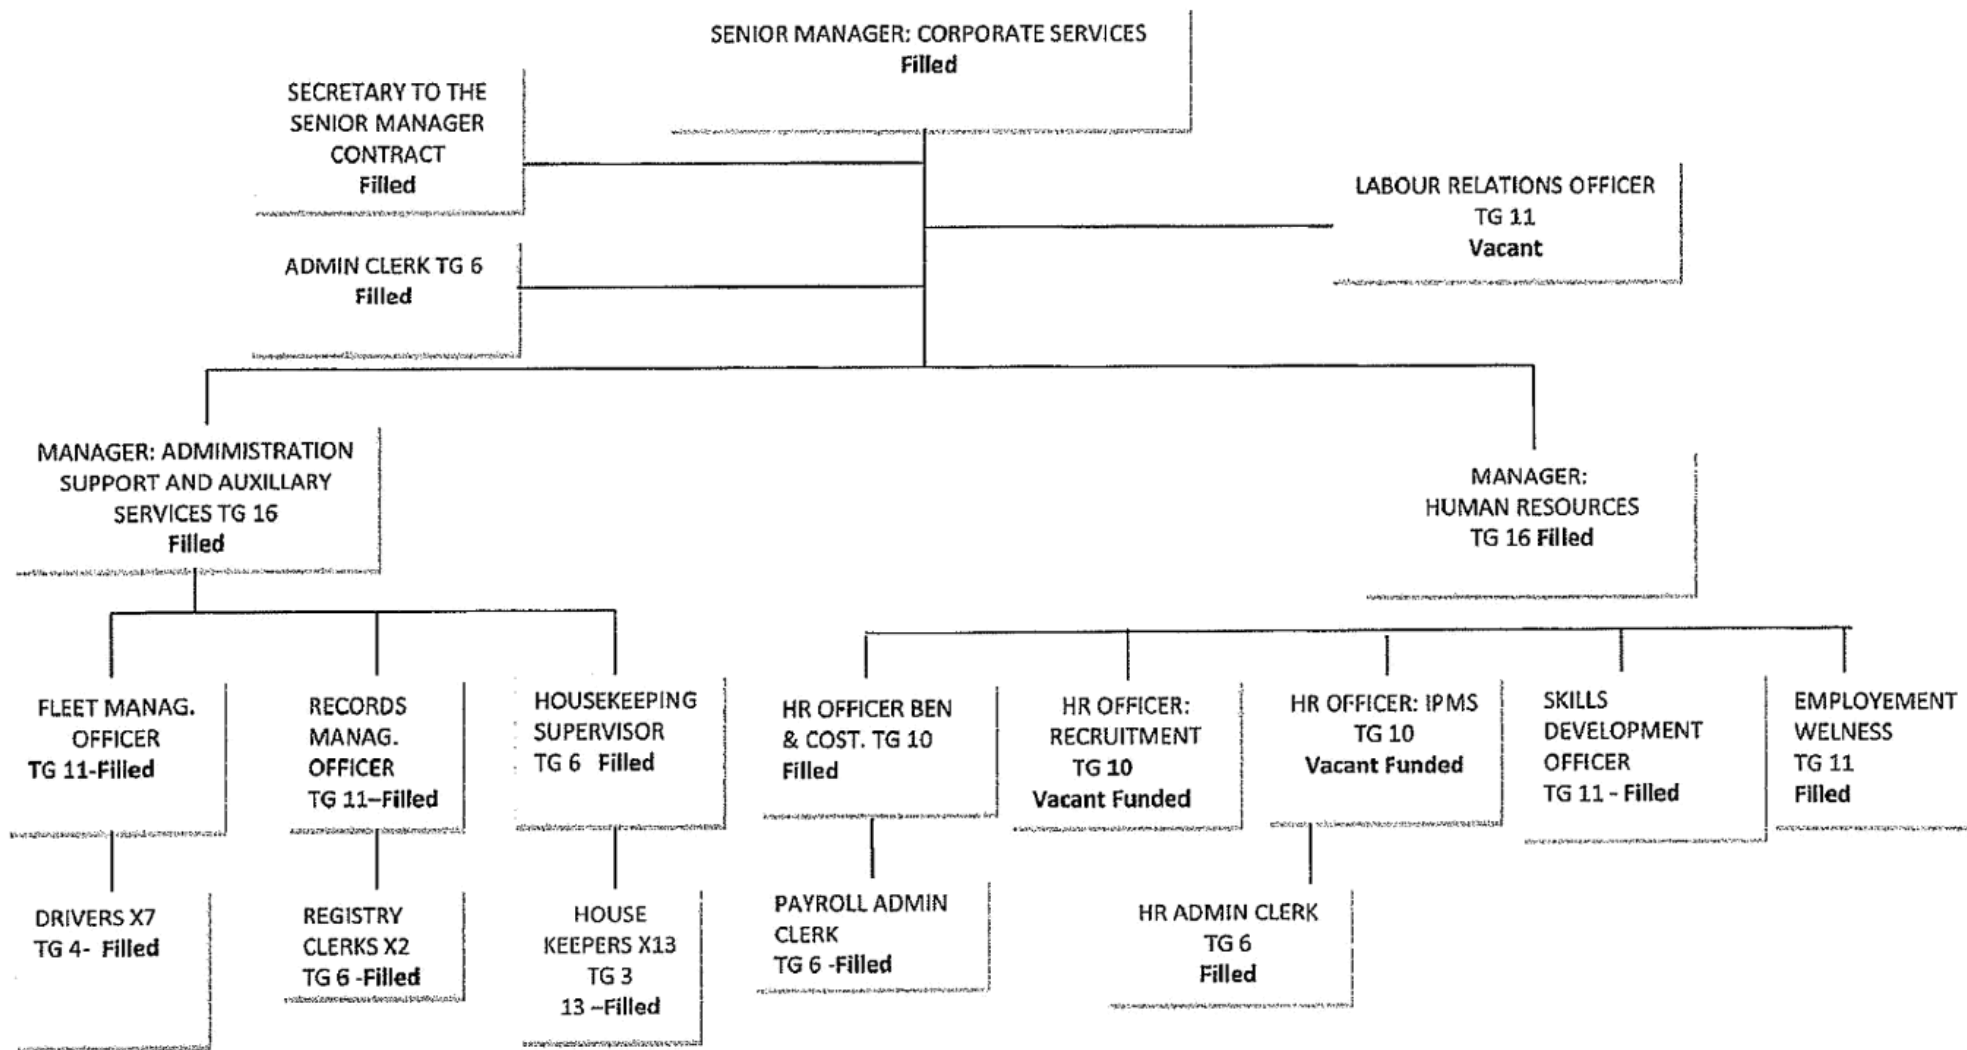 SENIOR MANAGER: CORPORATE SERVICES
Filled
SECRETARY TO THE
SENIOR MANAGER
CONTRACT
Filled
LABOUR RELATIONS OFFICER
TG 11
Vacant
ADMIN CLERK TG 6
Filled
MANAGER: ADMIMISTRATION
SUPPORT AND AUXILLARY
SERVICES TG 16
Filled
MANAGER:
HUMAN RESOURCES
TG 16 Filled
FLEET MANAG.
OFFICER
TG 11-Filled
RECORDS
MANAG.
OFFICER
TG 11–Filled
HOUSEKEEPING
SUPERVISOR
TG 6 Filled
HR OFFICER BEN
& COST. TG 10
Filled
HR OFFICER:
RECRUITMENT
TG 10
Vacant Funded
HR OFFICER: IPMS
TG 10
Vacant Funded
SKILLS
DEVELOPMENT
OFFICER
TG 11 - Filled
EMPLOYEMENT
WELNESS
TG 11
Filled
DRIVERS X7
TG 4- Filled
REGISTRY
CLERKS X2
TG 6 -Filled
HOUSE
KEEPERS X13
TG 3
13 –Filled
PAYROLL ADMIN
CLERK
TG 6 -Filled
HR ADMIN CLERK
TG 6
Filled